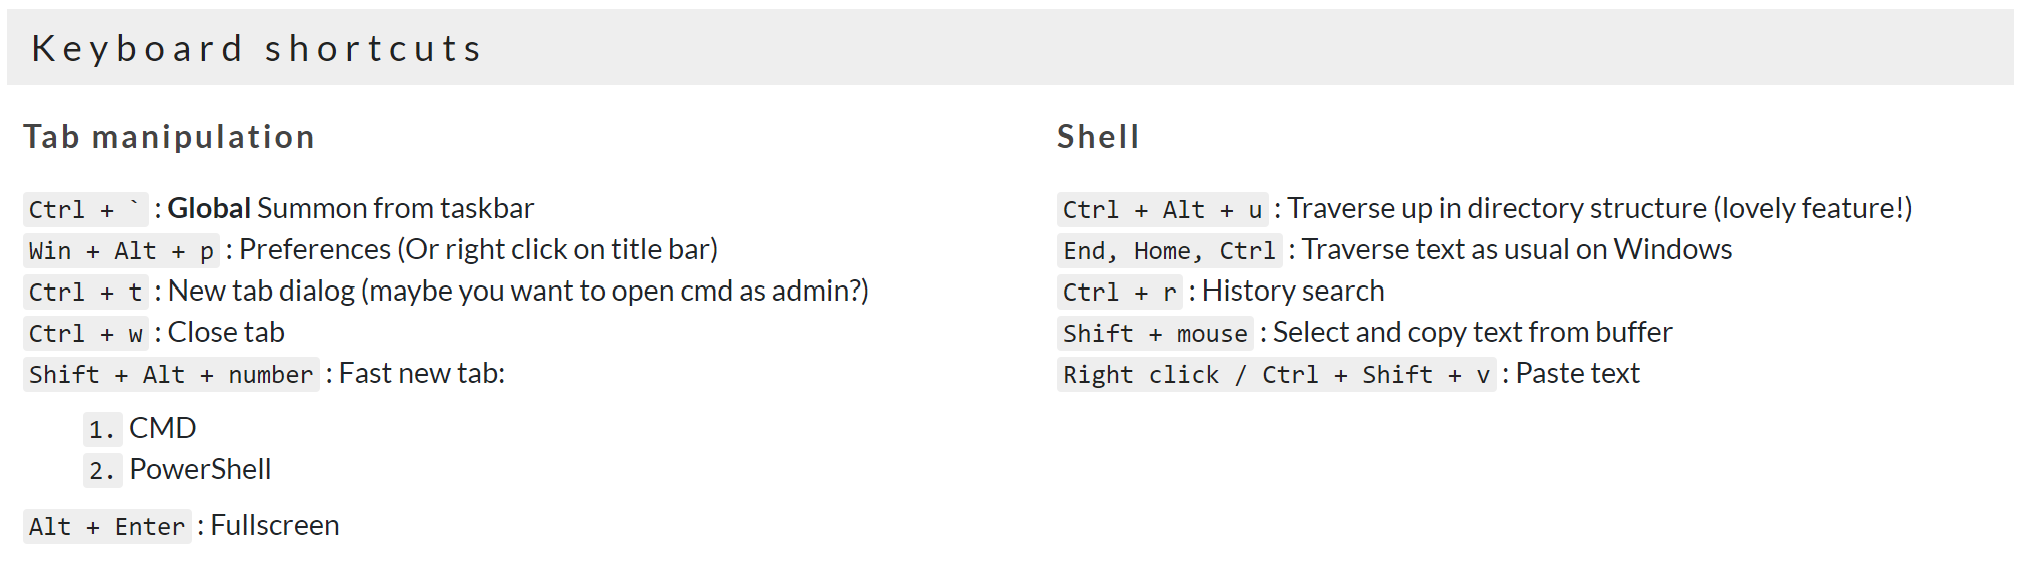 Keyboard shortcuts
Tab manipulation
Ctrl + ` : Global Summon from taskbar
Win + Alt + p : Preferences (Or right click on title bar)
Ctrl + t : New tab dialog (maybe you want to open cmd as admin?)
Ctrl + w : Close tab
Shift + Alt + number : Fast new tab:
1. CMD
2. PowerShell
Alt + Enter : Fullscreen
Shell
Ctrl + Alt + u : Traverse up in directory structure (lovely feature!)
End, Home, Ctrl : Traverse text as usual on Windows
Ctrl + r : History search
Shift + mouse : Select and copy text from buffer
Right click / Ctrl + Shift + v : Paste text